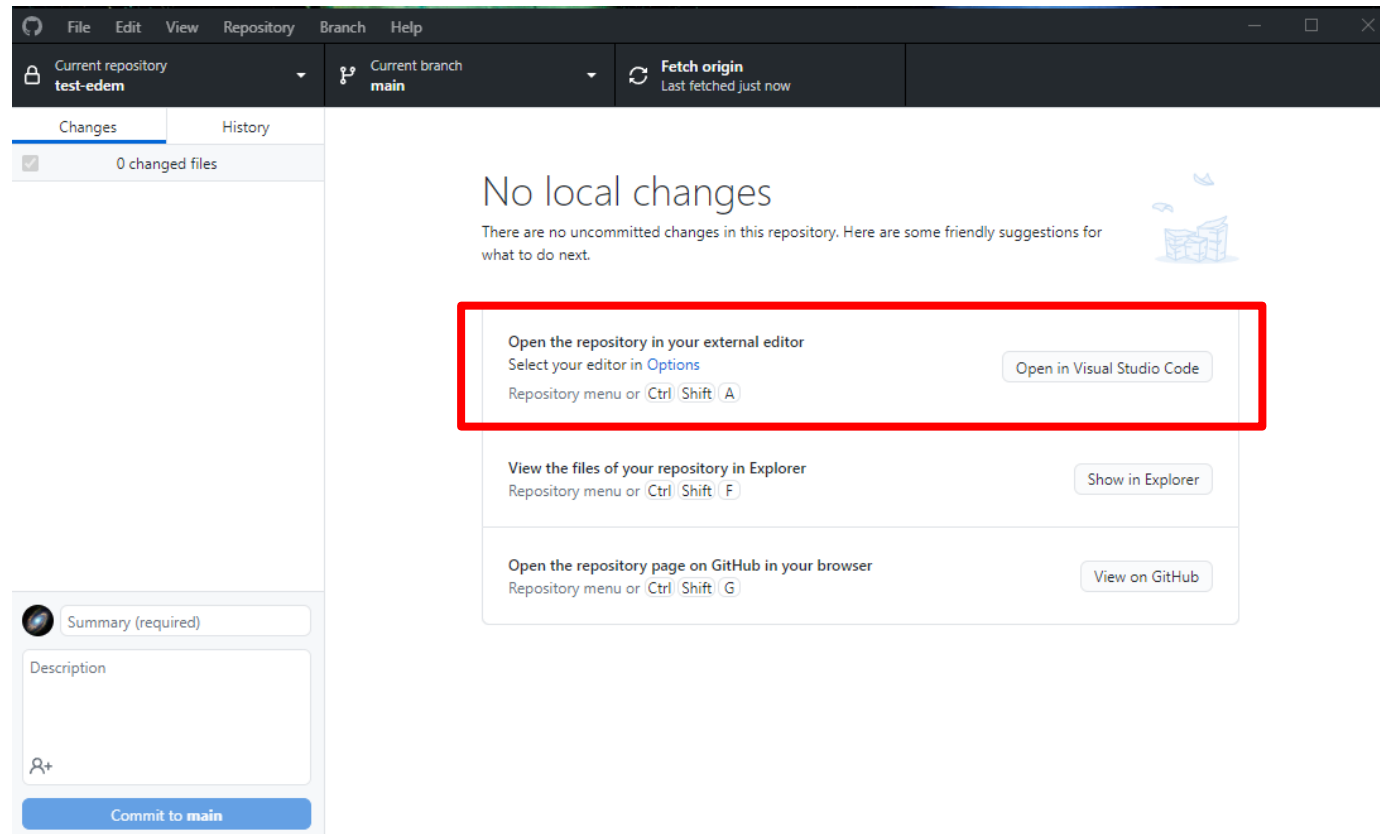 File Edit View Repository Branch Help
Current repository
test-edem
Current branch
main
Fetch origin
Last fetched just now
Changes
History
0 changed files
No local changes
There are no uncommitted changes in this repository. Here are some friendly suggestions for
what to do next.
Open the repository in your external editor
Select your editor in Options
Repository menu or Ctrl Shift A
Open in Visual Studio Code
View the files of your repository in Explorer
Repository menu or Ctrl Shift F
Show in Explorer
Open the repository page on GitHub in your browser
Repository menu or Ctrl Shift G
View on GitHub
Summary (required)
Description
Commit to main